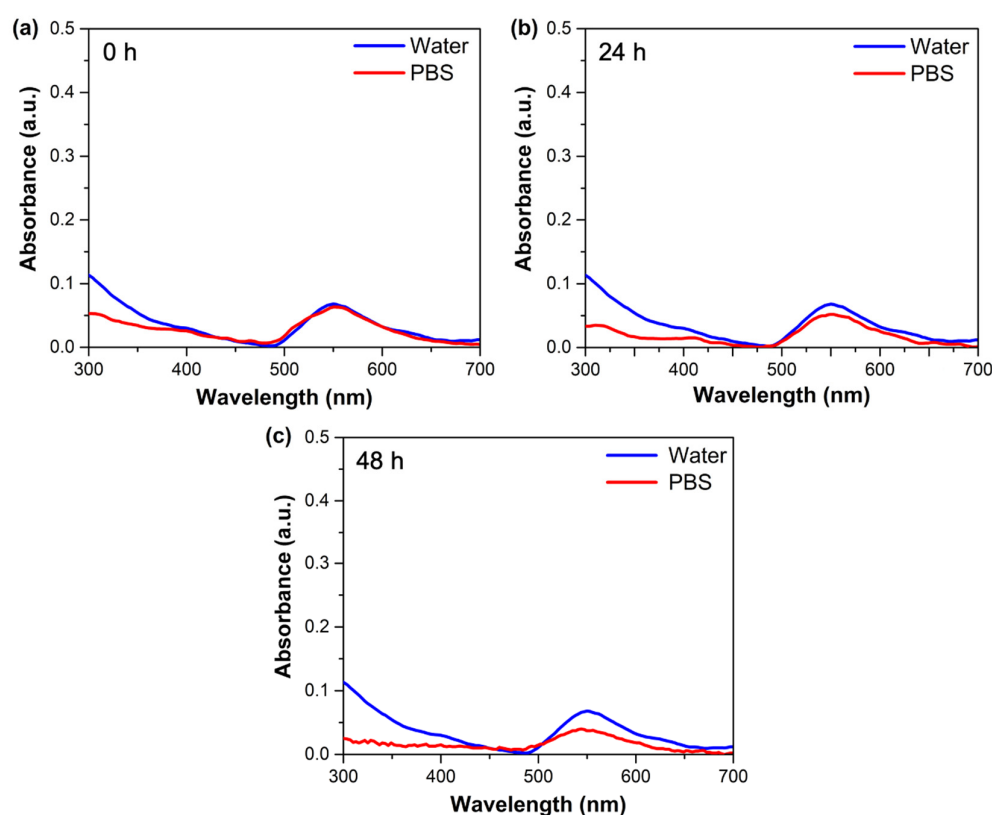 (a)
0 h
Water
PBS
0.5
0.4
0.3
0.2
0.1
0.0
Absorbance (a.u.)
300 400 500 600 700
Wavelength (nm)
(b)
24 h
Water
PBS
0.5
0.4
0.3
0.2
0.1
0.0
Absorbance (a.u.)
300 400 500 600 700
Wavelength (nm)
(c)
48 h
Water
PBS
0.5
0.4
0.3
0.2
0.1
0.0
Absorbance (a.u.)
300 400 500 600 700
Wavelength (nm)